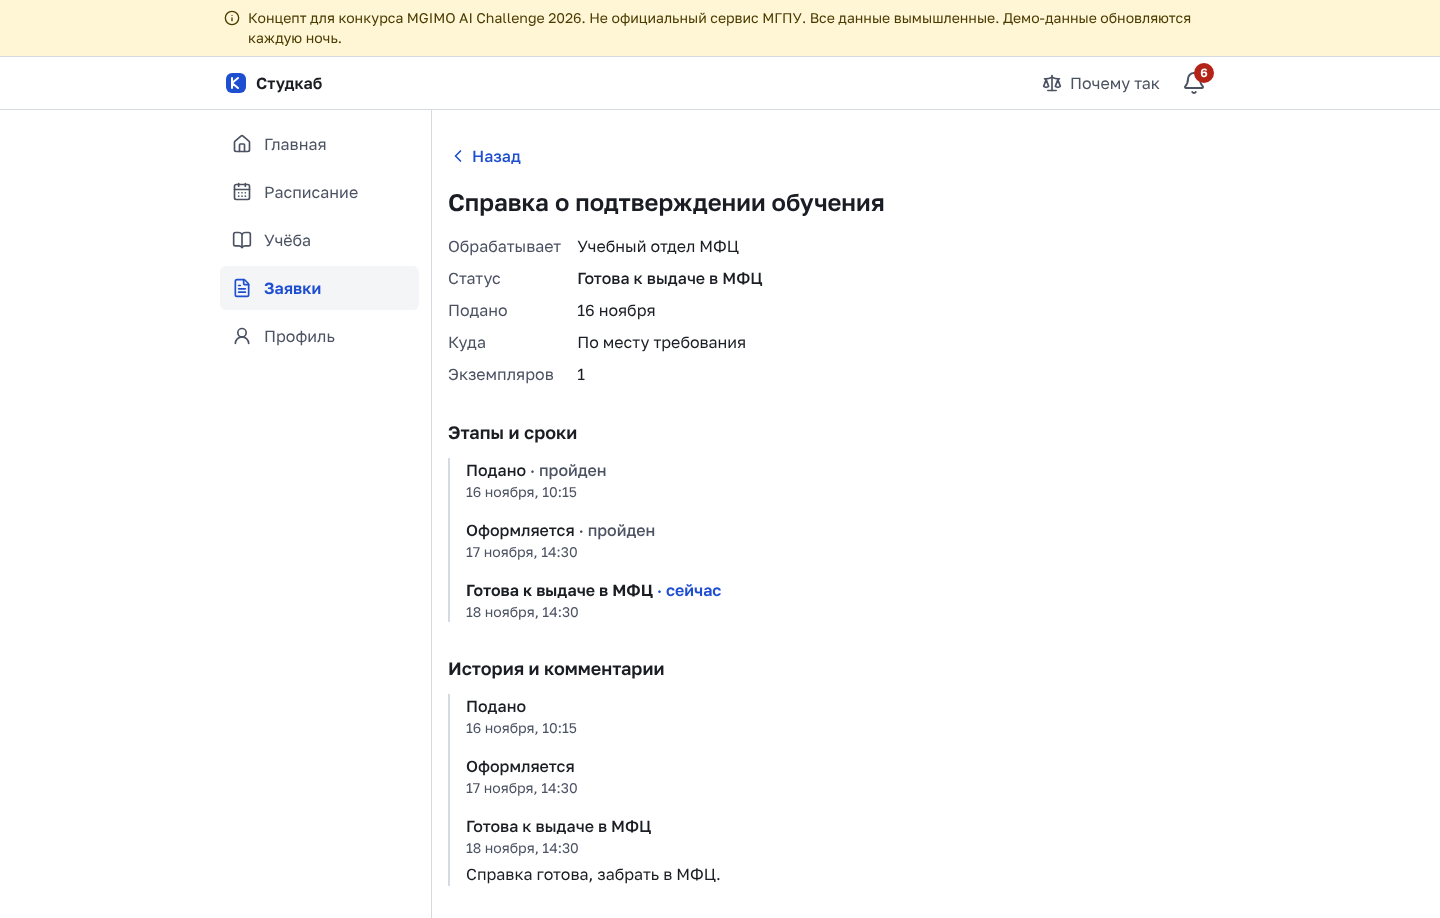 Концепт для конкурса MGIMO AI Challenge 2026. Не официальный сервис МГПУ. Все данные вымышленные. Демо-данные обновляются
каждую ночь.
Студкаб
Почему так
6
Главная
Расписание
Учёба
Заявки
Профиль
Назад
Справка о подтверждении обучения
Обрабатывает Учебный отдел МФЦ
Статус Готова к выдаче в МФЦ
Подано 16 ноября
Куда По месту требования
Экземпляров 1
Этапы и сроки
Подано · пройден
16 ноября, 10:15
Оформляется · пройден
17 ноября, 14:30
Готова к выдаче в МФЦ · сейчас
18 ноября, 14:30
История и комментарии
Подано
16 ноября, 10:15
Оформляется
17 ноября, 14:30
Готова к выдаче в МФЦ
18 ноября, 14:30
Справка готова, забрать в МФЦ.